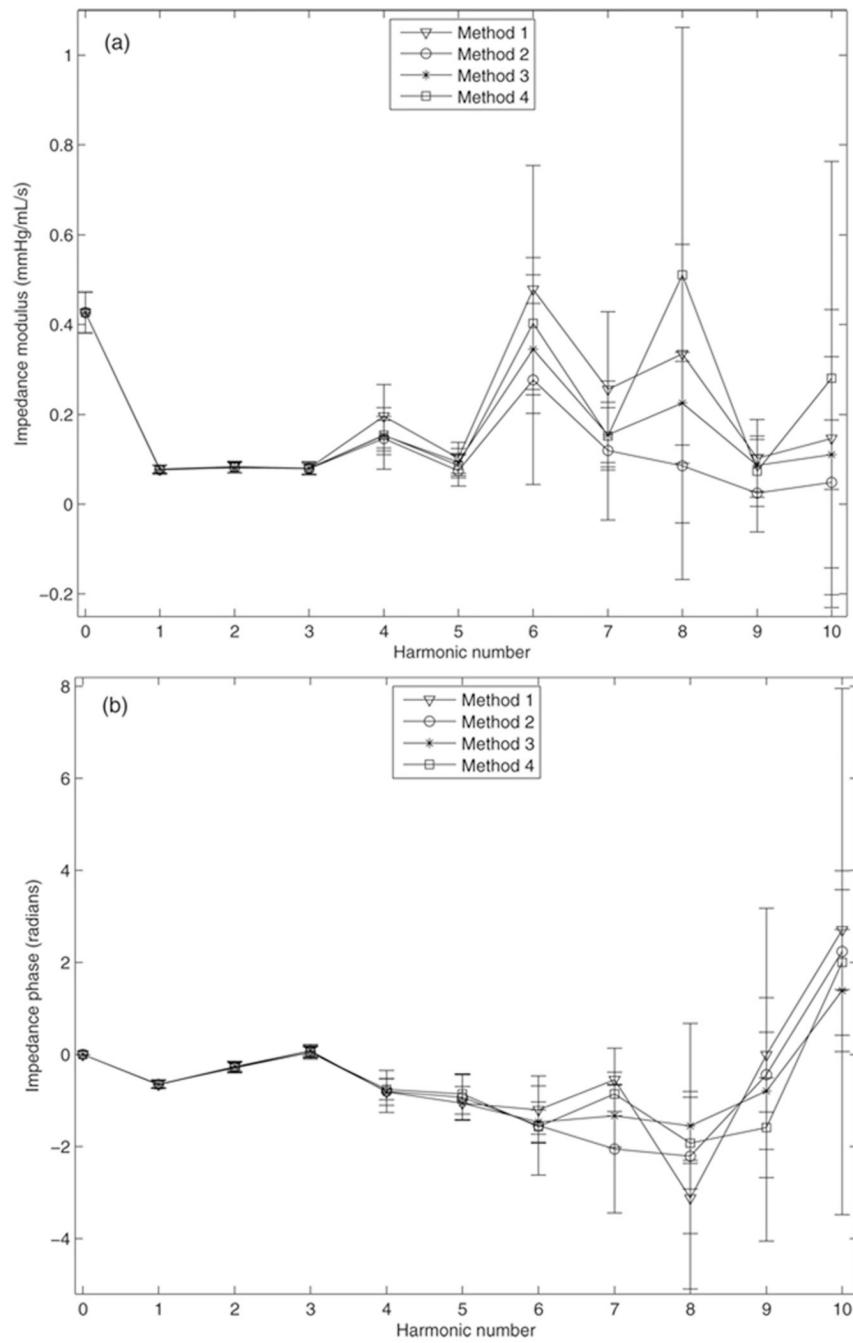 (a)
Method 1
Method 2
Method 3
Method 4
Impedance modulus (mmHg/mL/s)
1
0.8
0.6
0.4
0.2
0
−0.2
0 1 2 3 4 5 6 7 8 9 10
Harmonic number
(b)
Method 1
Method 2
Method 3
Method 4
Impedance phase (radians)
8
6
4
2
0
−2
−4
0 1 2 3 4 5 6 7 8 9 10
Harmonic number